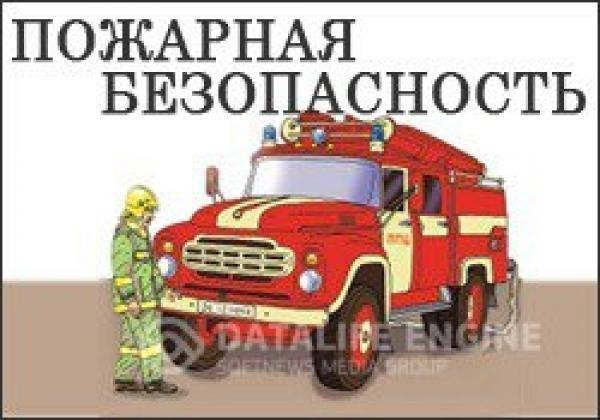 ПОЖАРНАЯ
БЕЗОПАСНОСТЬ
DATALIFE ENGINE
SOFTNEWS MEDIA GROUP